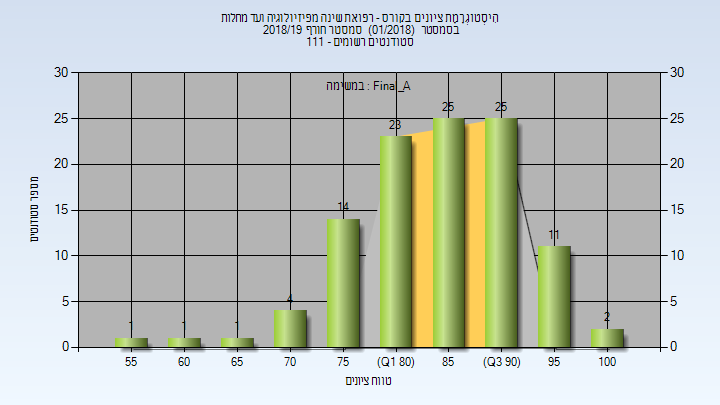 היסטוגרמת ציונים בקורס - רפואת שינה מפיזיולוגיה ועד מחלות
בסמסטר (01/2018) סמסטר חורף 2018/19
סטודנטים רשומים - 111
במשימה : Final_A
מספר סטודנטים
30 25 20 15 10 5 0
30 25 20 15 10 5 0
1 1 1 4 14 23 25 25 11 2
55 60 65 70 75 (Q1 80) 85 (Q3 90) 95 100
טווח ציונים